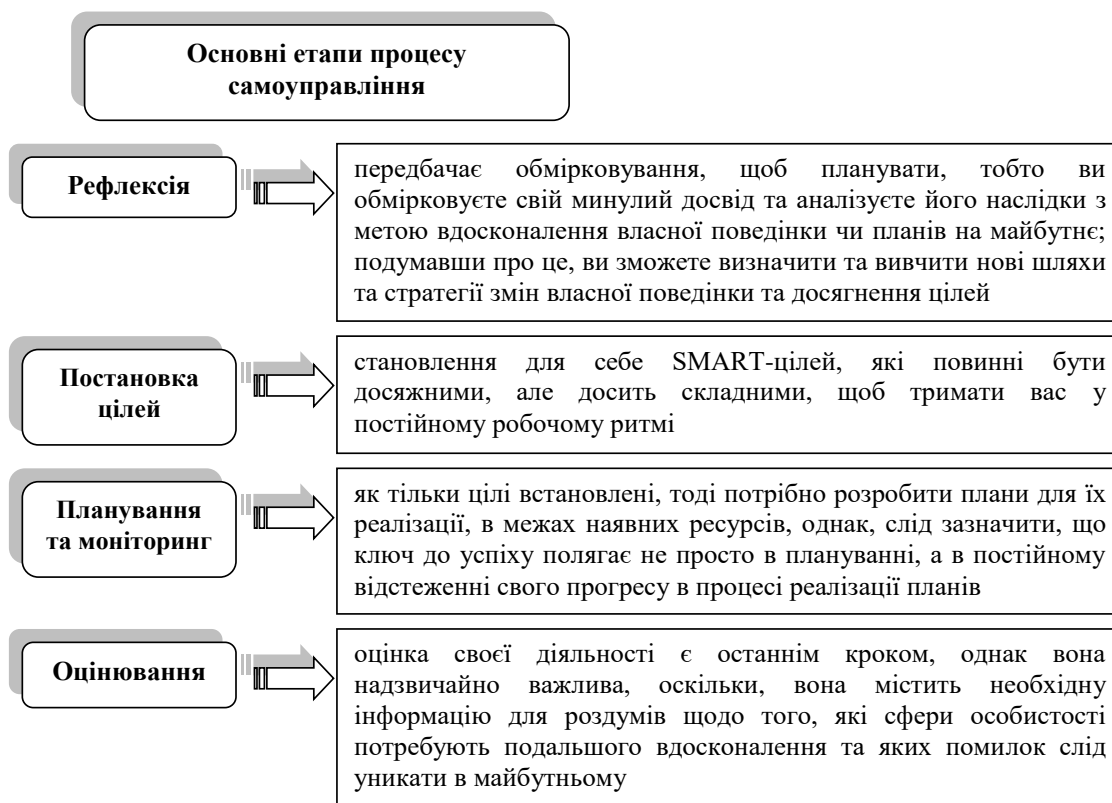 Основні етапи процесу
самоуправління
Рефлексія
передбачає обмірковування, щоб планувати, тобто ви
обмірковуєте свій минулий досвід та аналізуєте його наслідки з
метою вдосконалення власної поведінки чи планів на майбутнє;
подумавши про це, ви зможете визначити та вивчити нові шляхи
та стратегії змін власної поведінки та досягнення цілей
Постановка
цілей
становлення для себе SMART-цілей, які повинні бути
досяжними, але досить складними, щоб тримати вас у
постійному робочому ритмі
Планування
та моніторинг
як тільки цілі встановлені, тоді потрібно розробити плани для їх
реалізації, в межах наявних ресурсів, однак, слід зазначити, що
ключ до успіху полягає не просто в плануванні, а в постійному
відстеженні свого прогресу в процесі реалізації планів
Оцінювання
оцінка своєї діяльності є останнім кроком, однак вона
надзвичайно важлива, оскільки, вона містить необхідну
інформацію для роздумів щодо того, які сфери особистості
потребують подальшого вдосконалення та яких помилок слід
уникати в майбутньому